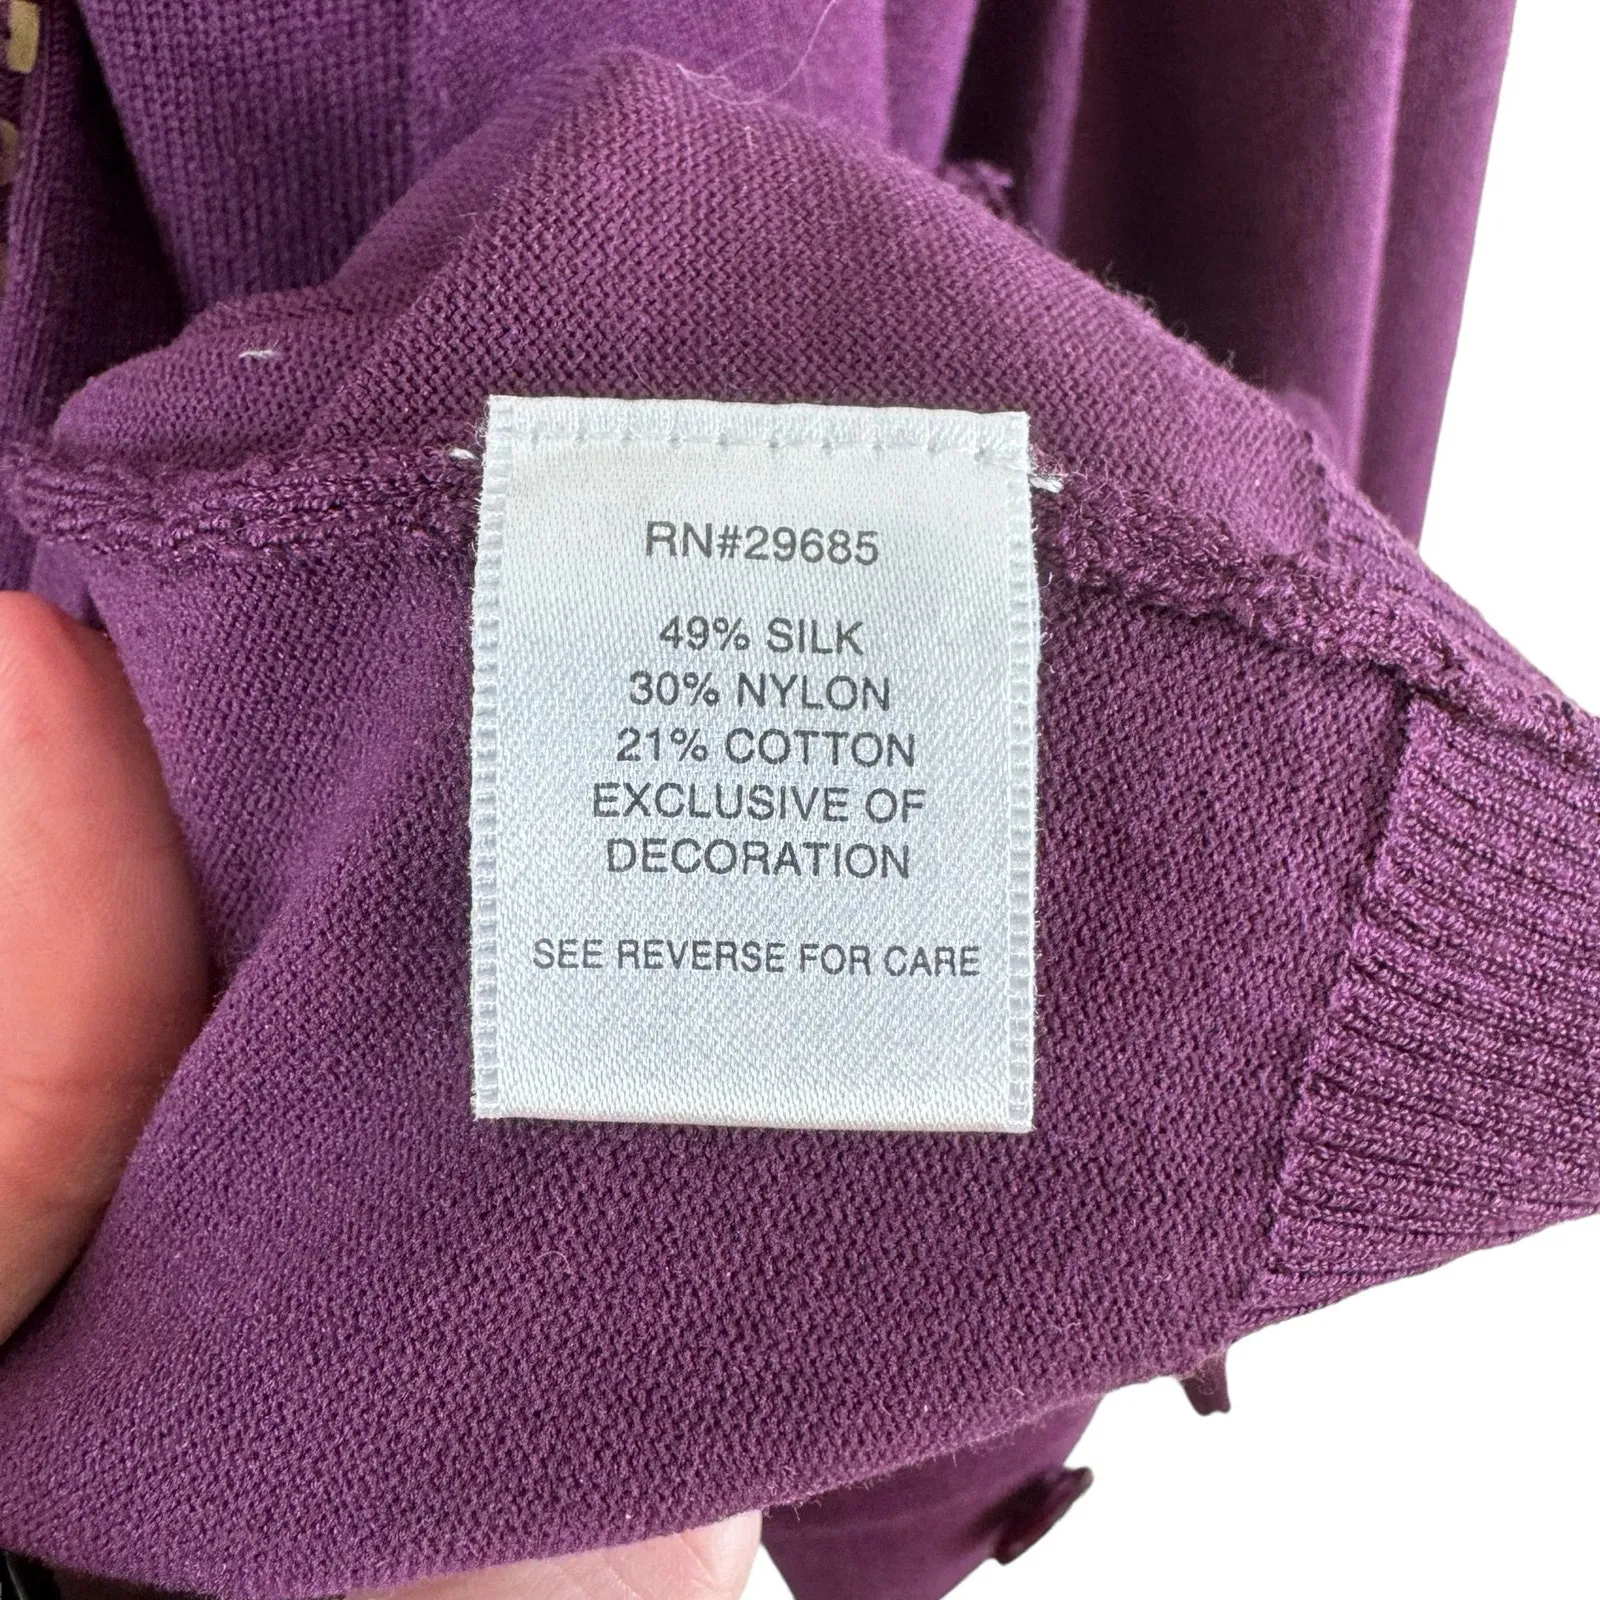 RN#29685
49% SILK
30% NYLON
21% COTTON
EXCLUSIVE OF
DECORATION
SEE REVERSE FOR CARE